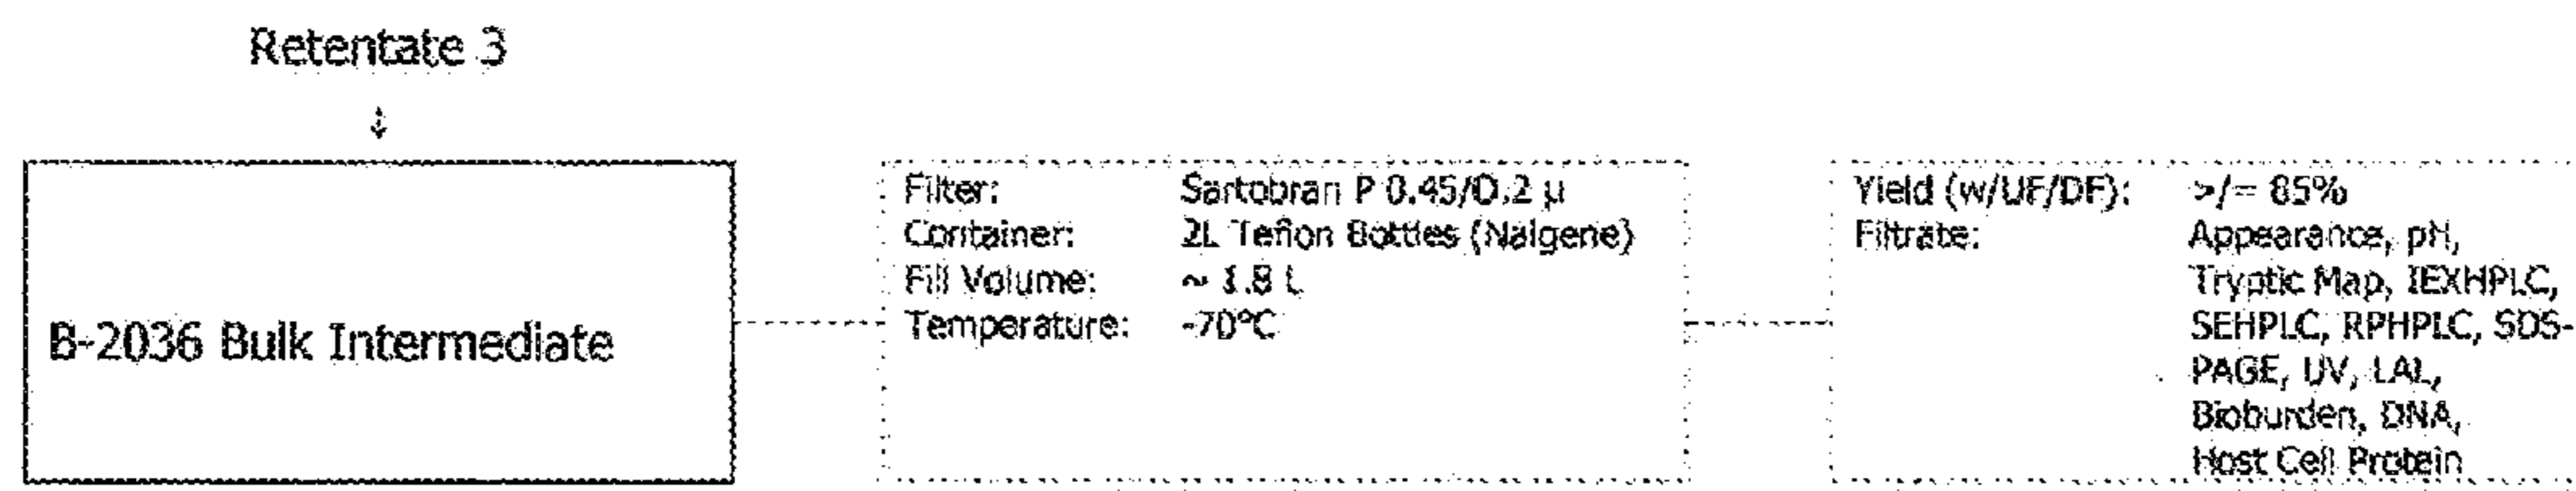 Retentate 3
B-2036 Bulk Intermediate
Filter: Sartobran P 0.45/0.2 µ
Container: 2L Teflon Bottles (Nalgene)
Fill Volume: ~ 1.8 L
Temperature: -70°C
Yield (w/UF/DF): >/= 85%
Filtrate: Appearance, pH,
Tryptic Map, IEXHPLC,
SEHPLC, RPHPLC, SDS-
PAGE, UV, LAL,
Bioburden, DNA,
Host Cell Protein